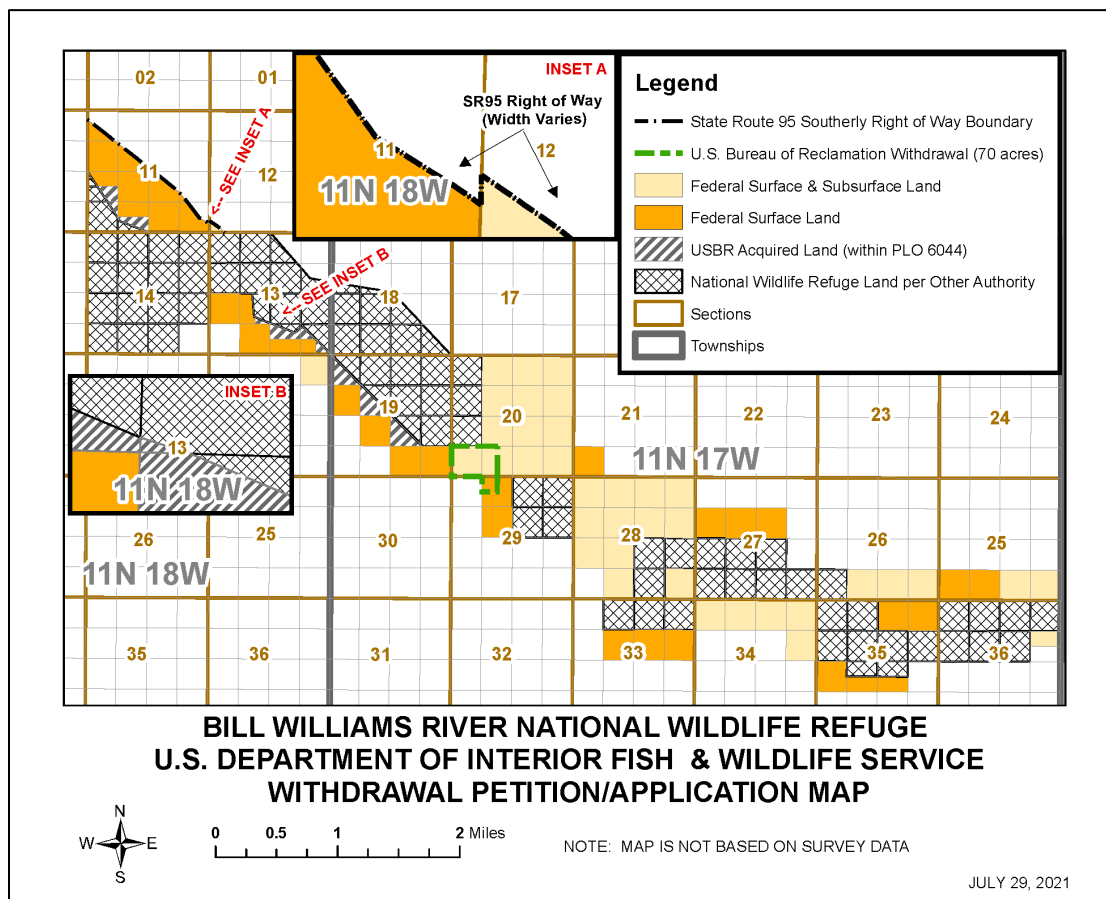 02
01
INSET A
SR95 Right of Way
(Width Varies)
11
12
11N 18W
Legend
State Route 95 Southerly Right of Way Boundary
U.S. Bureau of Reclamation Withdrawal (70 acres)
Federal Surface & Subsurface Land
Federal Surface Land
USBR Acquired Land (within PLO 6044)
National Wildlife Refuge Land per Other Authority
Sections
Townships
11
12
<--- SEE INSET A
14
13
<--- SEE INSET B
18
17
INSET B
13
11N 18W
19
20
21
22
23
24
11N 17W
26
25
30
29
28
27
26
25
11N 18W
35
36
31
32
33
34
35
36
BILL WILLIAMS RIVER NATIONAL WILDLIFE REFUGE
U.S. DEPARTMENT OF INTERIOR FISH & WILDLIFE SERVICE
WITHDRAWAL PETITION/APPLICATION MAP
N
W E
S
0 0.5 1 2 Miles
NOTE: MAP IS NOT BASED ON SURVEY DATA
JULY 29, 2021